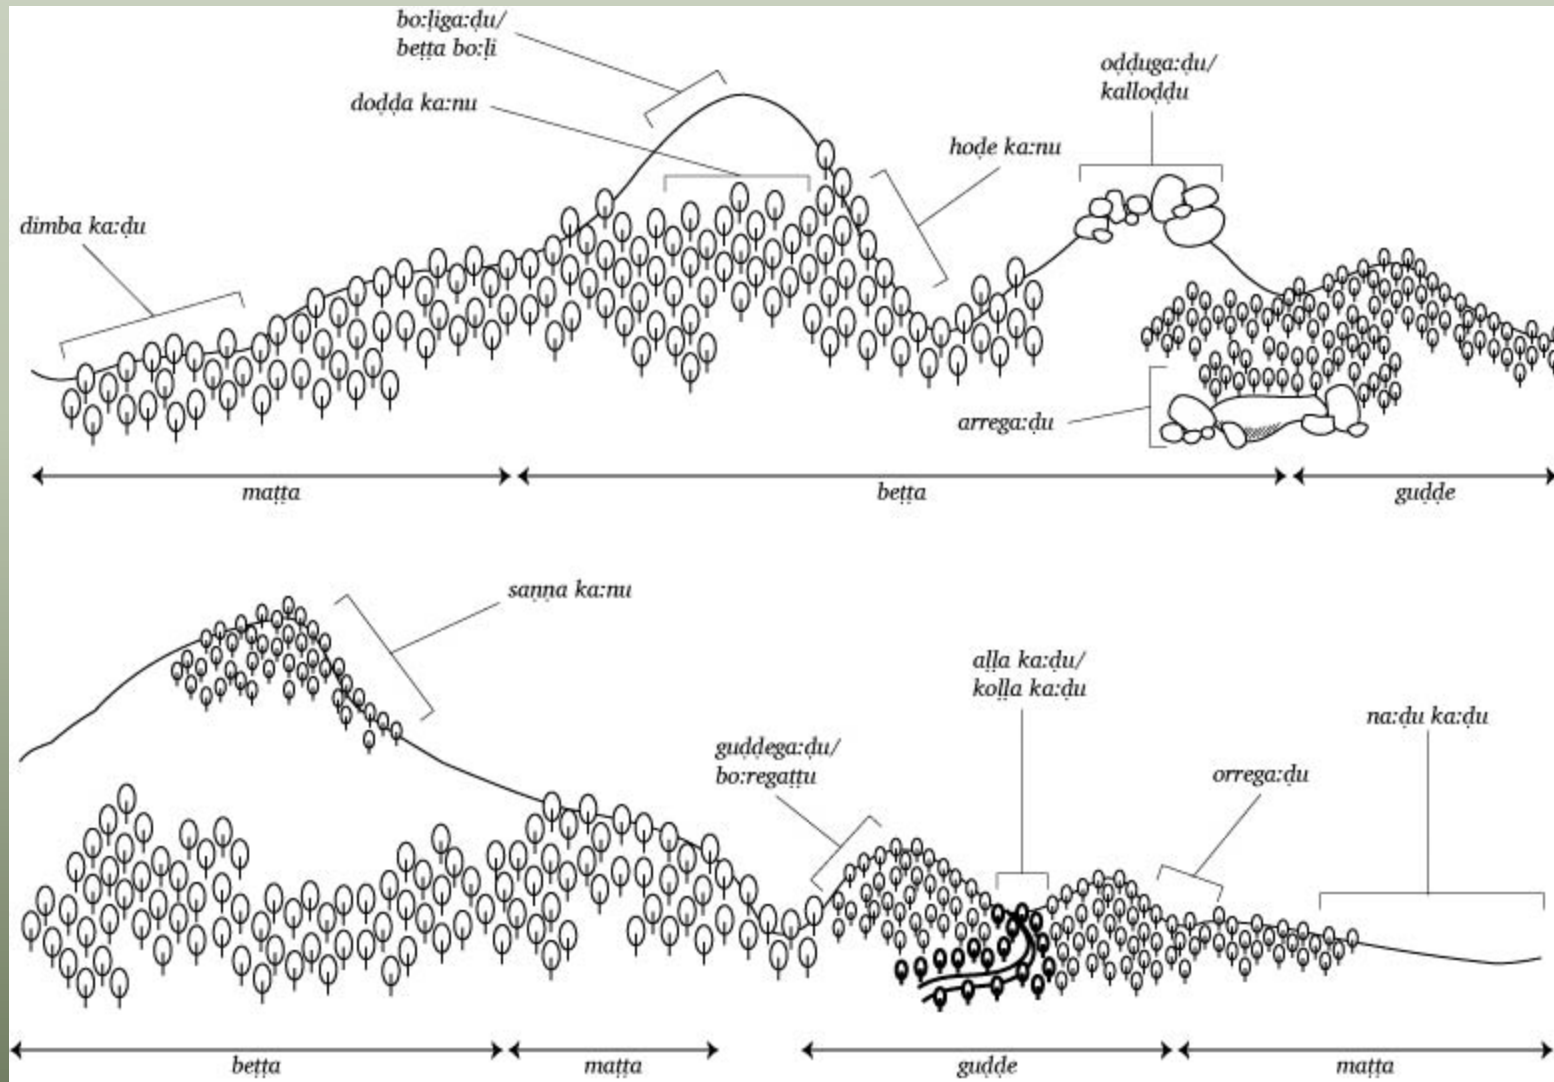 bo:ḷiga:ḍu/
beṭṭa bo:ḷi
doḍḍa ka:nu
oḍḍuga:ḍu/
kalloḍḍu
hoḍe ka:nu
dimba ka:ḍu
arrega:ḍu
maṭṭa
beṭṭa
guḍḍe
saṇṇa ka:nu
aḷḷa ka:ḍu/
koḷḷa ka:ḍu
na:ḍu ka:ḍu
guḍḍega:ḍu/
bo:regaṭṭu
orrega:ḍu
beṭṭa
maṭṭa
guḍḍe
maṭṭa